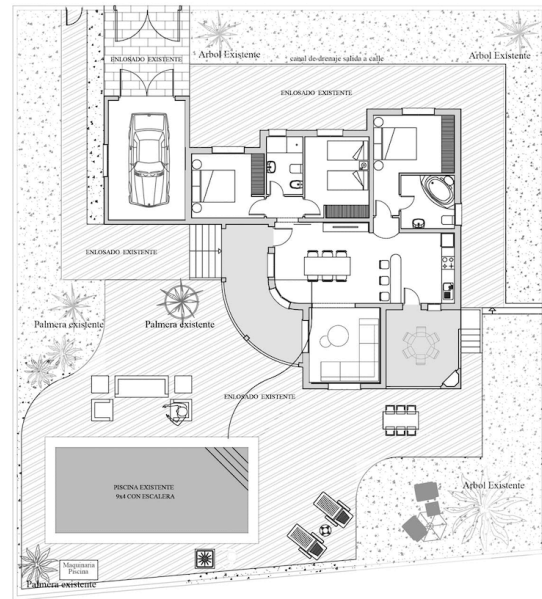 Arbol Existente
Arbol Existente
ENLOSADO EXISTENTE
canal de-drenaje salida a calle
ENLOSADO EXISTENTE
ENLOSADO EXISTENTE
Palmera existente
Palmera existente
ENLOSADO EXISTENTE
PISCINA EXISTENTE
9x4 CON ESCALERA
Arbol Existente
Maquinaria
Piscina
Palmera existente